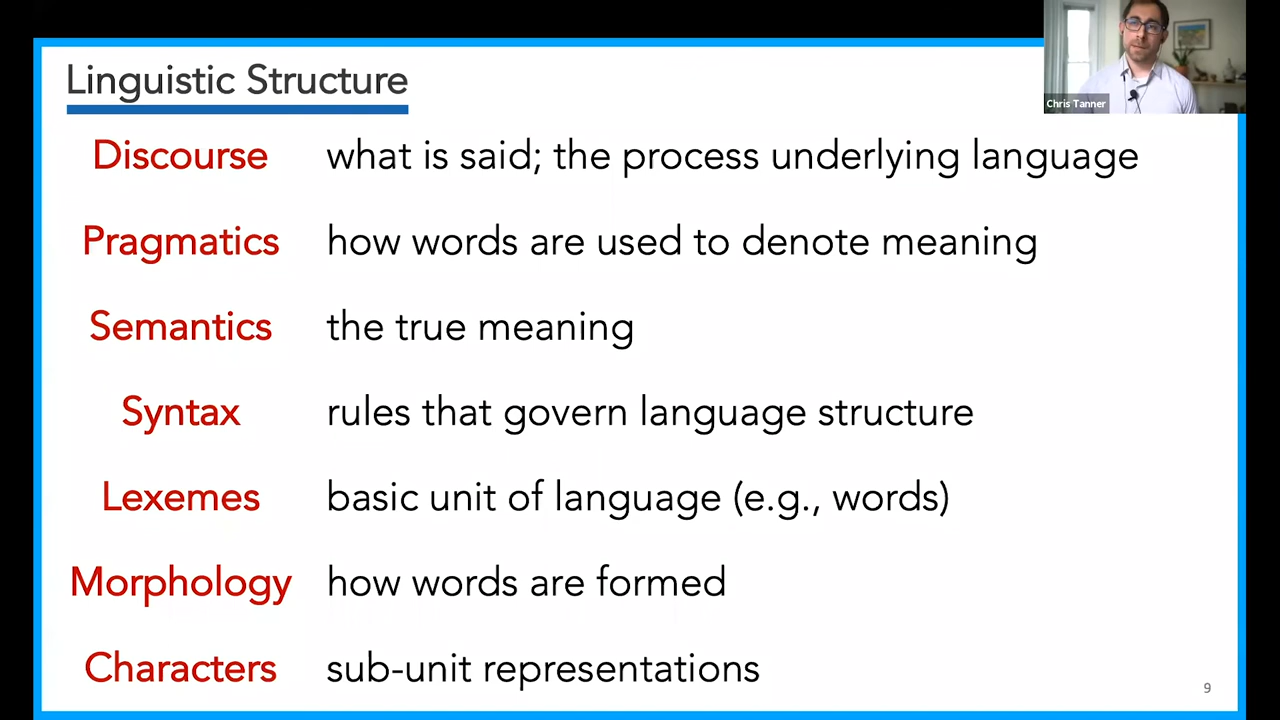 Linguistic Structure
Chris Tanner
Discourse what is said; the process underlying language
Pragmatics how words are used to denote meaning
Semantics the true meaning
Syntax rules that govern language structure
Lexemes basic unit of language (e.g., words)
Morphology how words are formed
Characters sub-unit representations
9